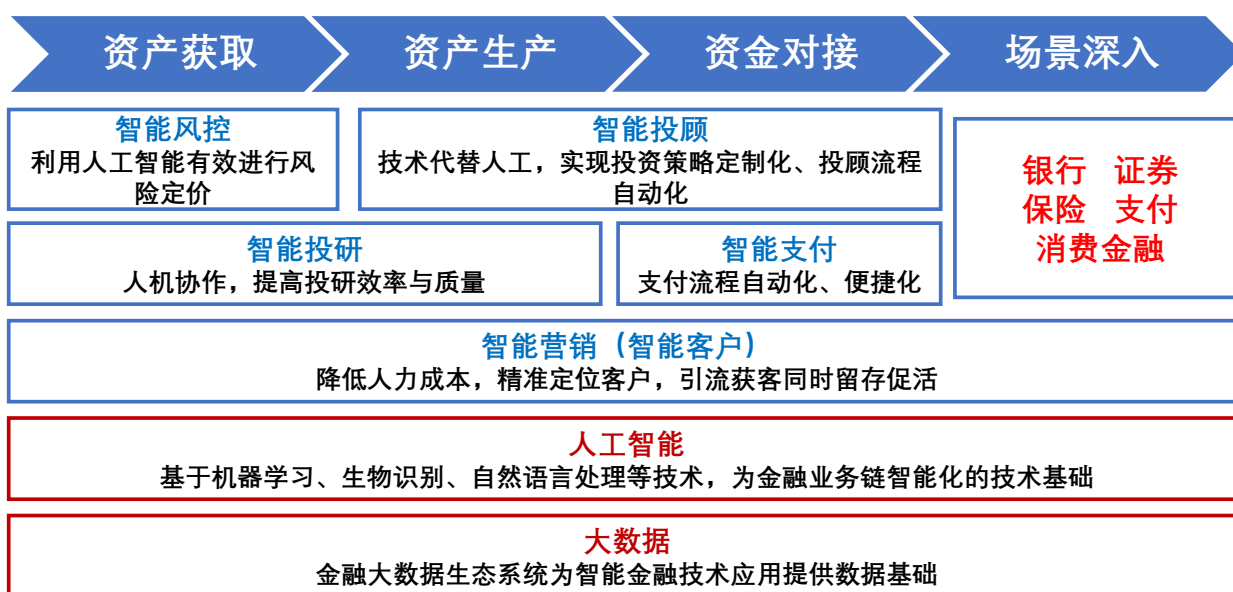 资产获取
资产生产
资金对接
场景深入
智能风控
利用人工智能有效进行风
险定价
智能投顾
技术代替人工，实现投资策略定制化、投顾流程
自动化
银行 证券
保险 支付
消费金融
智能投研
人机协作，提高投研效率与质量
智能支付
支付流程自动化、便捷化
智能营销（智能客户）
降低人力成本，精准定位客户，引流获客同时留存促活
人工智能
基于机器学习、生物识别、自然语言处理等技术，为金融业务链智能化的技术基础
大数据
金融大数据生态系统为智能金融技术应用提供数据基础